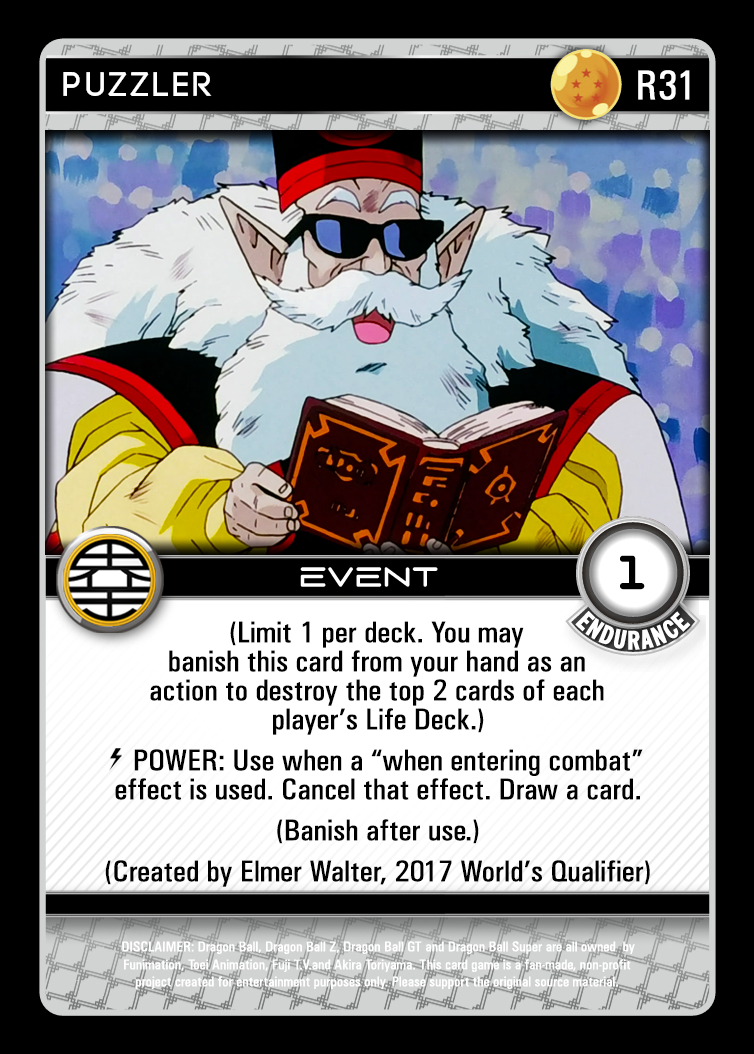 PUZZLER
R31
EVENT
1
ENDURANCE
(Limit 1 per deck. You may
banish this card from your hand as an
action to destroy the top 2 cards of each
player’s Life Deck.)
POWER: Use when a “when entering combat”
effect is used. Cancel that effect. Draw a card.
(Banish after use.)
(Created by Elmer Walter, 2017 World’s Qualifier)
DISCLAIMER: Dragon Ball, Dragon Ball Z, Dragon Ball GT and Dragon Ball Super are all owned by
Funimation, Toei Animation, Fuji T.V.and Akira Toriyama. This card game is a fan-made, non-profit
project created for entertainment purposes only. Please support the original source material.